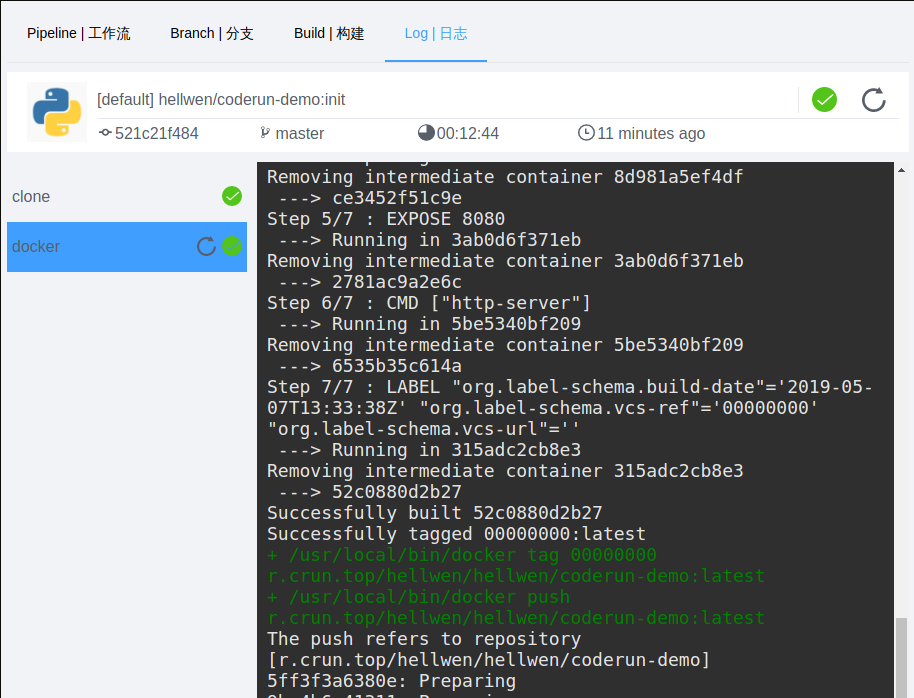 Pipeline | 工作流 Branch | 分支 Build | 构建 Log | 日志
[default] hellwen/coderun-demo:init
521c21f484 master 00:12:44 11 minutes ago
clone
docker
Removing intermediate container 8d981a5ef4df
---> ce3452f51c9e
Step 5/7 : EXPOSE 8080
---> Running in 3ab0d6f371eb
Removing intermediate container 3ab0d6f371eb
---> 2781ac9a2e6c
Step 6/7 : CMD ["http-server"]
---> Running in 5be5340bf209
Removing intermediate container 5be5340bf209
---> 6535b35c614a
Step 7/7 : LABEL "org.label-schema.build-date"='2019-05-
07T13:33:38Z' "org.label-schema.vcs-ref"='00000000'
"org.label-schema.vcs-url"=''
---> Running in 315adc2cb8e3
Removing intermediate container 315adc2cb8e3
---> 52c0880d2b27
Successfully built 52c0880d2b27
Successfully tagged 00000000:latest
+ /usr/local/bin/docker tag 00000000
r.crun.top/hellwen/hellwen/coderun-demo:latest
+ /usr/local/bin/docker push
r.crun.top/hellwen/hellwen/coderun-demo:latest
The push refers to repository
[r.crun.top/hellwen/hellwen/coderun-demo]
5ff3f3a6380e: Preparing